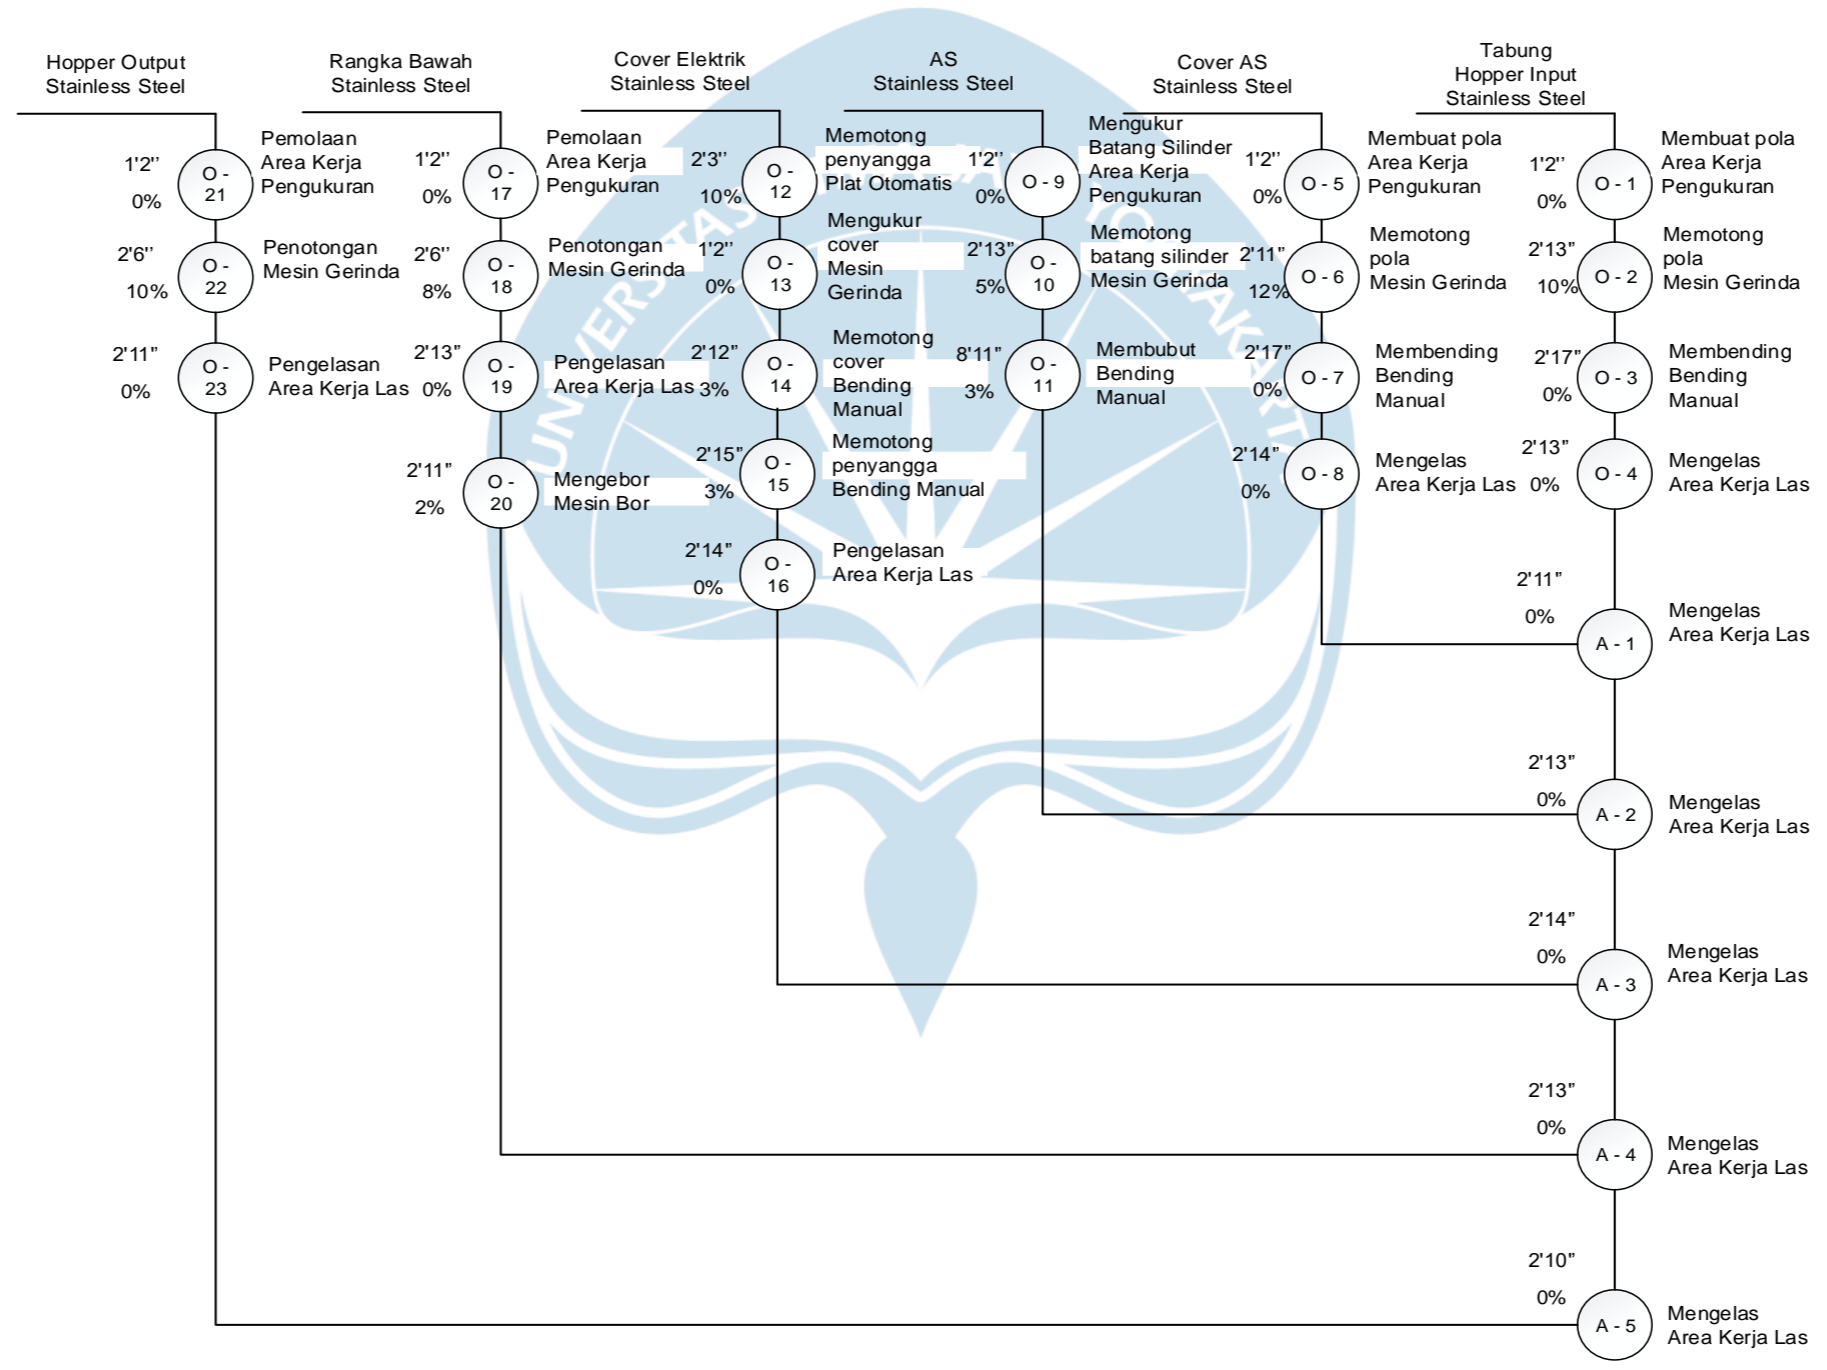 Hopper Output
Stainless Steel
1'2''
0%
O -
21
Pemolaan
Area Kerja
Pengukuran
2'6''
10%
O -
22
Penotongan
Mesin Gerinda
2'11”
0%
O -
23
Pengelasan
Area Kerja Las
Rangka Bawah
Stainless Steel
1'2''
0%
O -
17
Pemolaan
Area Kerja
Pengukuran
2'6''
8%
O -
18
Penotongan
Mesin Gerinda
2'13”
0%
O -
19
Pengelasan
Area Kerja Las
2'11”
2%
O -
20
Mengebor
Mesin Bor
Cover Elektrik
Stainless Steel
2'3''
10%
O -
12
Memotong
penyangga
Plat Otomatis
1'2''
0%
O -
13
Mengukur
cover
Mesin
Gerinda
2'12”
3%
O -
14
Memotong
cover
Bending
Manual
2'15”
3%
O -
15
Memotong
penyangga
Bending Manual
2'14”
0%
O -
16
Pengelasan
Area Kerja Las
AS
Stainless Steel
1'2''
0%
O - 9
Mengukur
Batang Silinder
Area Kerja
Pengukuran
2'13”
5%
O -
10
Memotong
batang silinder
Mesin Gerinda
8'11”
3%
O -
11
Membubut
Bending
Manual
Cover AS
Stainless Steel
1'2''
0%
O - 5
Membuat pola
Area Kerja
Pengukuran
2'11”
12%
O - 6
Memotong
pola
Mesin Gerinda
2'17”
0%
O - 7
Membending
Bending
Manual
2'14”
0%
O - 8
Mengelas
Area Kerja Las
Tabung
Hopper Input
Stainless Steel
1'2''
0%
O - 1
Membuat pola
Area Kerja
Pengukuran
2'13”
10%
O - 2
Memotong
pola
Mesin Gerinda
2'17”
0%
O - 3
Membending
Bending
Manual
2'13”
0%
O - 4
Mengelas
Area Kerja Las
2'11”
0%
A - 1
Mengelas
Area Kerja Las
2'13”
0%
A - 2
Mengelas
Area Kerja Las
2'14”
0%
A - 3
Mengelas
Area Kerja Las
2'13”
0%
A - 4
Mengelas
Area Kerja Las
2'10”
0%
A - 5
Mengelas
Area Kerja Las